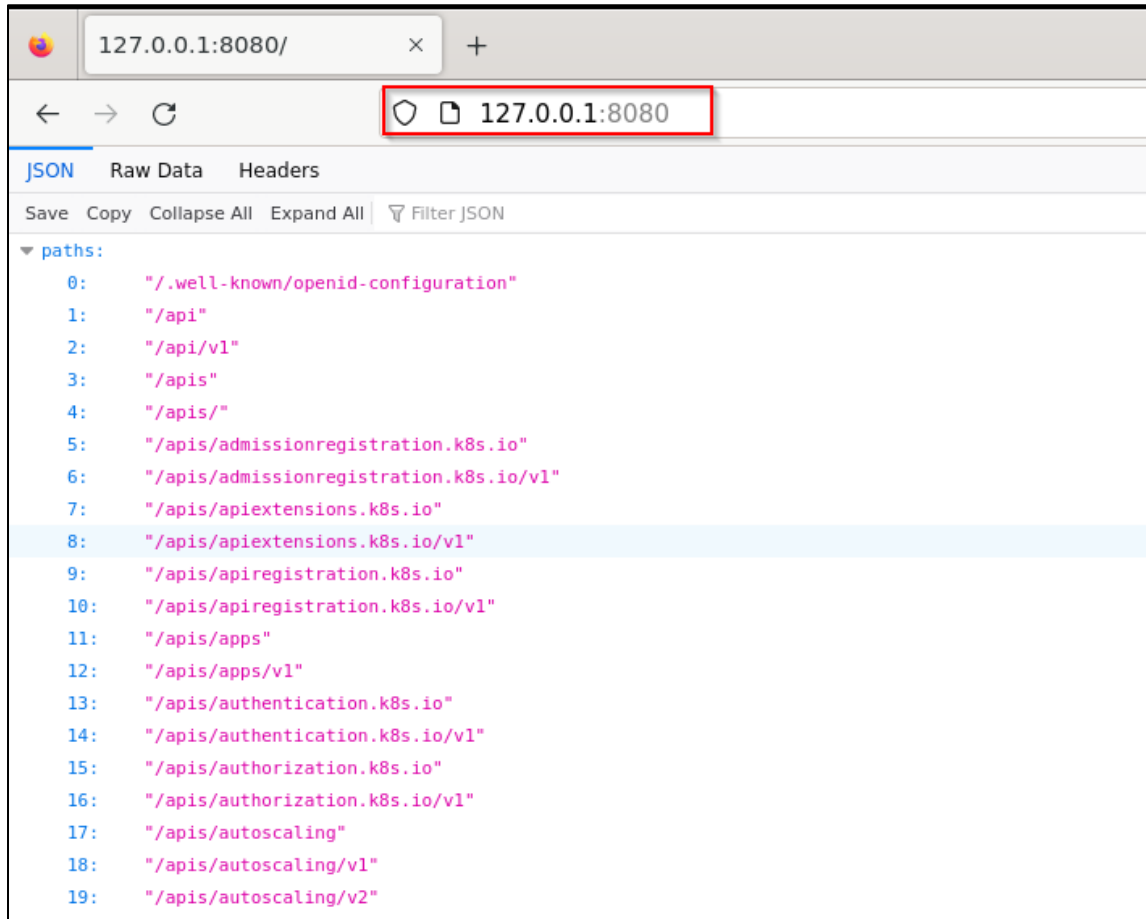 127.0.0.1:8080/
127.0.0.1:8080
JSON Raw Data Headers
Save Copy Collapse All Expand All Filter JSON
paths:
0: "/.well-known/openid-configuration"
1: "/api"
2: "/api/v1"
3: "/apis"
4: "/apis/"
5: "/apis/admissionregistration.k8s.io"
6: "/apis/admissionregistration.k8s.io/v1"
7: "/apis/apiextensions.k8s.io"
8: "/apis/apiextensions.k8s.io/v1"
9: "/apis/apiregistration.k8s.io"
10: "/apis/apiregistration.k8s.io/v1"
11: "/apis/apps"
12: "/apis/apps/v1"
13: "/apis/authentication.k8s.io"
14: "/apis/authentication.k8s.io/v1"
15: "/apis/authorization.k8s.io"
16: "/apis/authorization.k8s.io/v1"
17: "/apis/autoscaling"
18: "/apis/autoscaling/v1"
19: "/apis/autoscaling/v2"